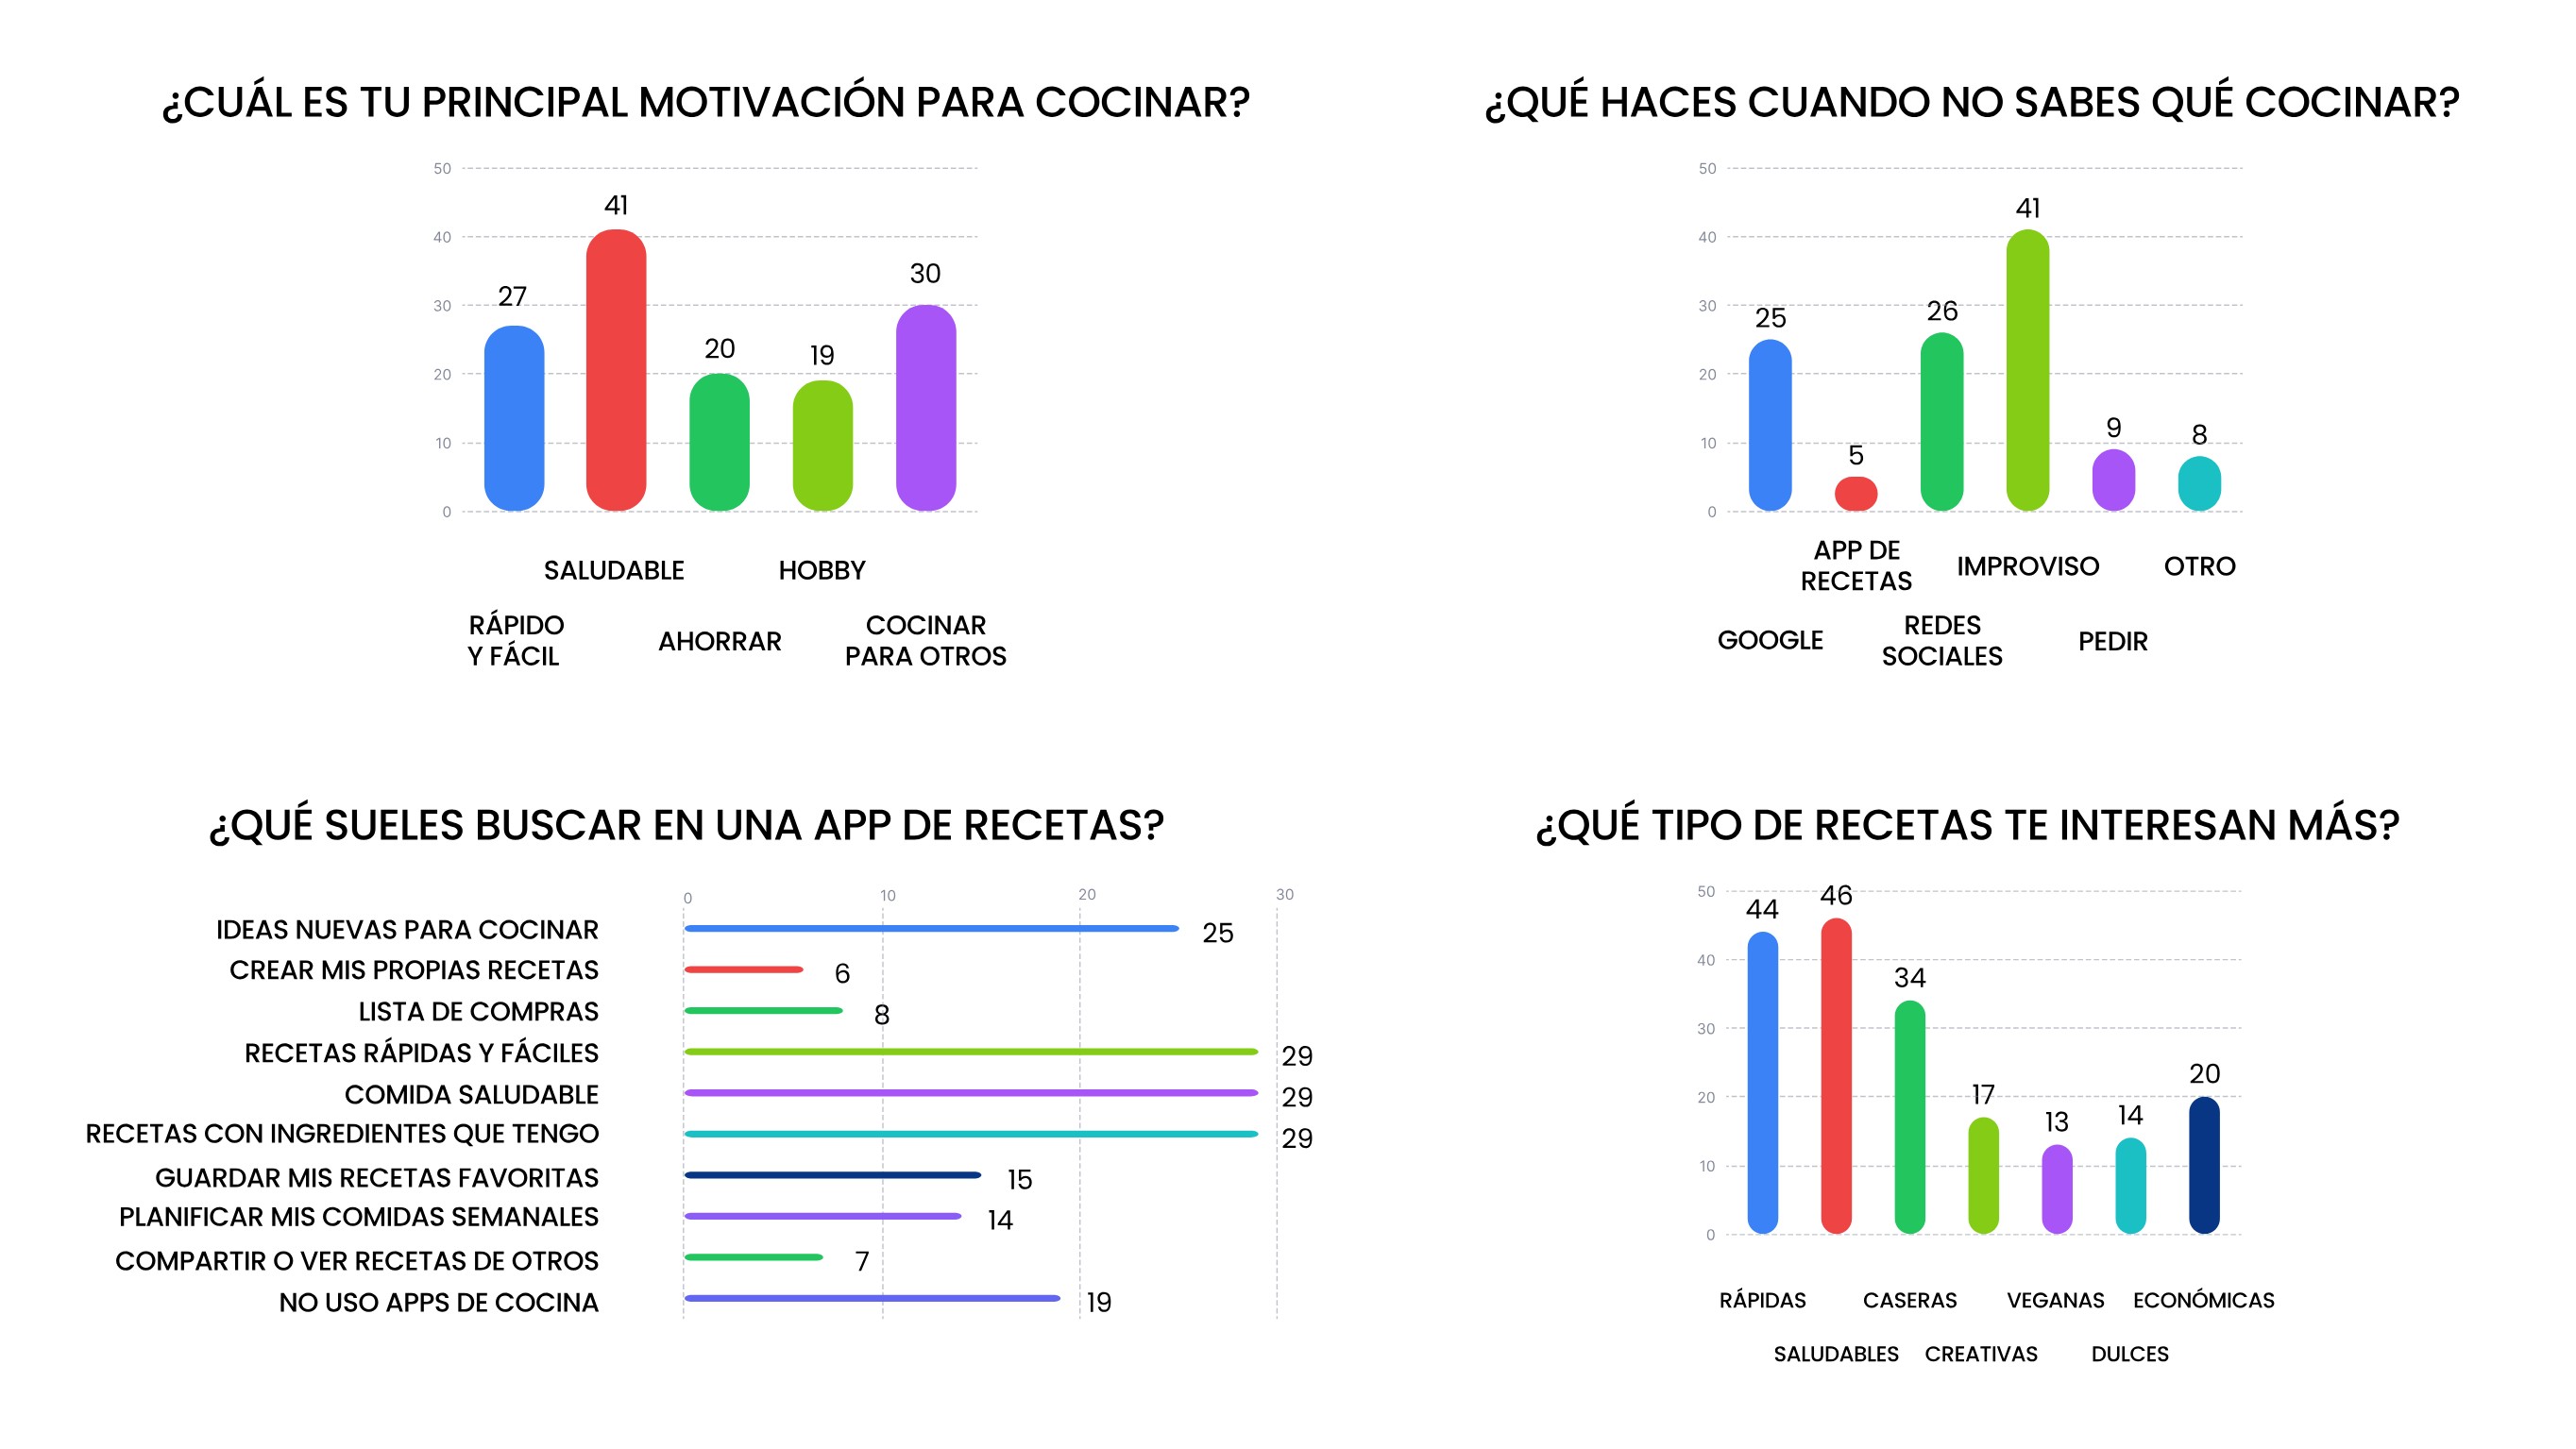 ¿CUÁL ES TU PRINCIPAL MOTIVACIÓN PARA COCINAR?
50
40
30
20
10
0
27
41
20
19
30
SALUDABLE
HOBBY
RÁPIDO
Y FÁCIL
AHORRAR
COCINAR
PARA OTROS
¿QUÉ HACES CUANDO NO SABES QUÉ COCINAR?
50
40
30
20
10
0
25
5
26
41
9
8
APP DE
RECETAS
IMPROVISO
OTRO
GOOGLE
REDES
SOCIALES
PEDIR
¿QUÉ SUELES BUSCAR EN UNA APP DE RECETAS?
0 10 20 30
IDEAS NUEVAS PARA COCINAR 25
CREAR MIS PROPIAS RECETAS 6
LISTA DE COMPRAS 8
RECETAS RÁPIDAS Y FÁCILES 29
COMIDA SALUDABLE 29
RECETAS CON INGREDIENTES QUE TENGO 29
GUARDAR MIS RECETAS FAVORITAS 15
PLANIFICAR MIS COMIDAS SEMANALES 14
COMPARTIR O VER RECETAS DE OTROS 7
NO USO APPS DE COCINA 19
¿QUÉ TIPO DE RECETAS TE INTERESAN MÁS?
50
40
30
20
10
0
44
46
34
17
13
14
20
RÁPIDAS CASERAS VEGANAS ECONÓMICAS
SALUDABLES CREATIVAS DULCES